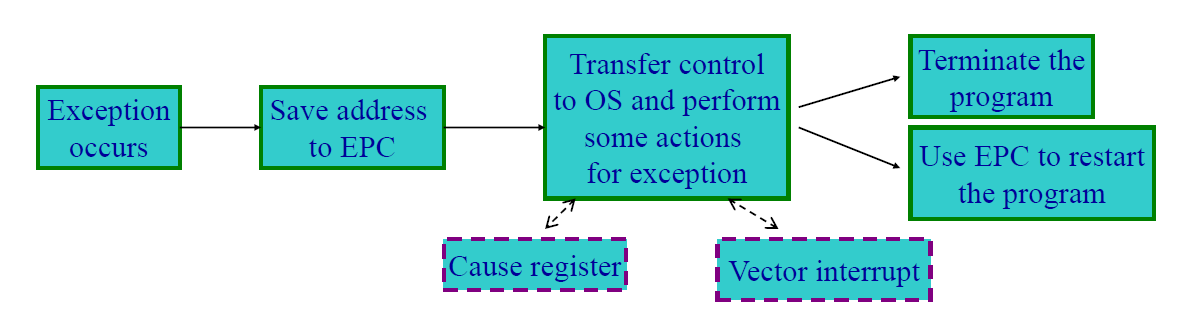 Exception
occurs
Save address
to EPC
Transfer control
to OS and perform
some actions
for exception
Terminate the
program
Use EPC to restart
the program
Cause register
Vector interrupt